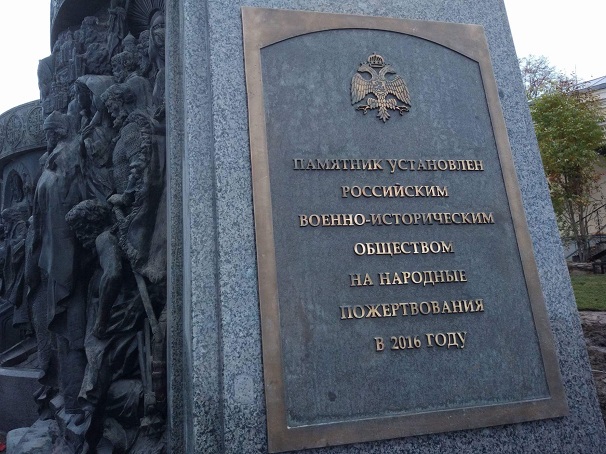 ПАМЯТНИК УСТАНОВЛЕН
РОССИЙСКИМ
ВОЕННО-ИСТОРИЧЕСКИМ
ОБЩЕСТВОМ
НА НАРОДНЫЕ
ПОЖЕРТВОВАНИЯ
В 2016 ГОДУ